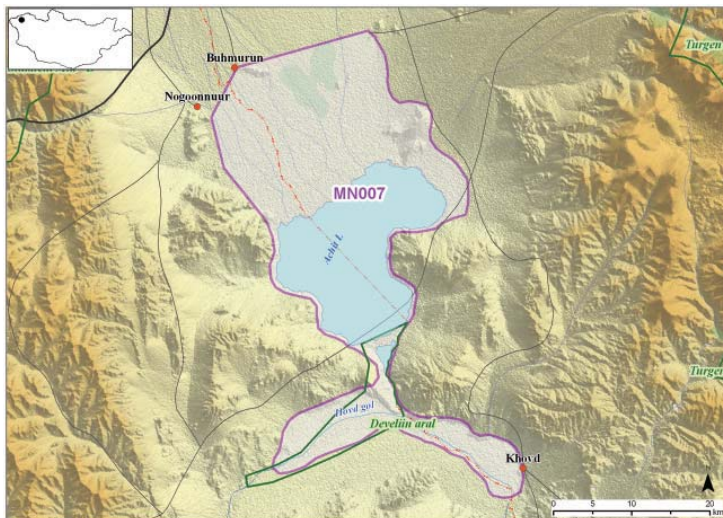 Buhmurun
Turgen
Nogoonnuur
MN007
Achit L
Hovd gol
Develiin aral
Turgen
Khovd
0 5 10 20
km